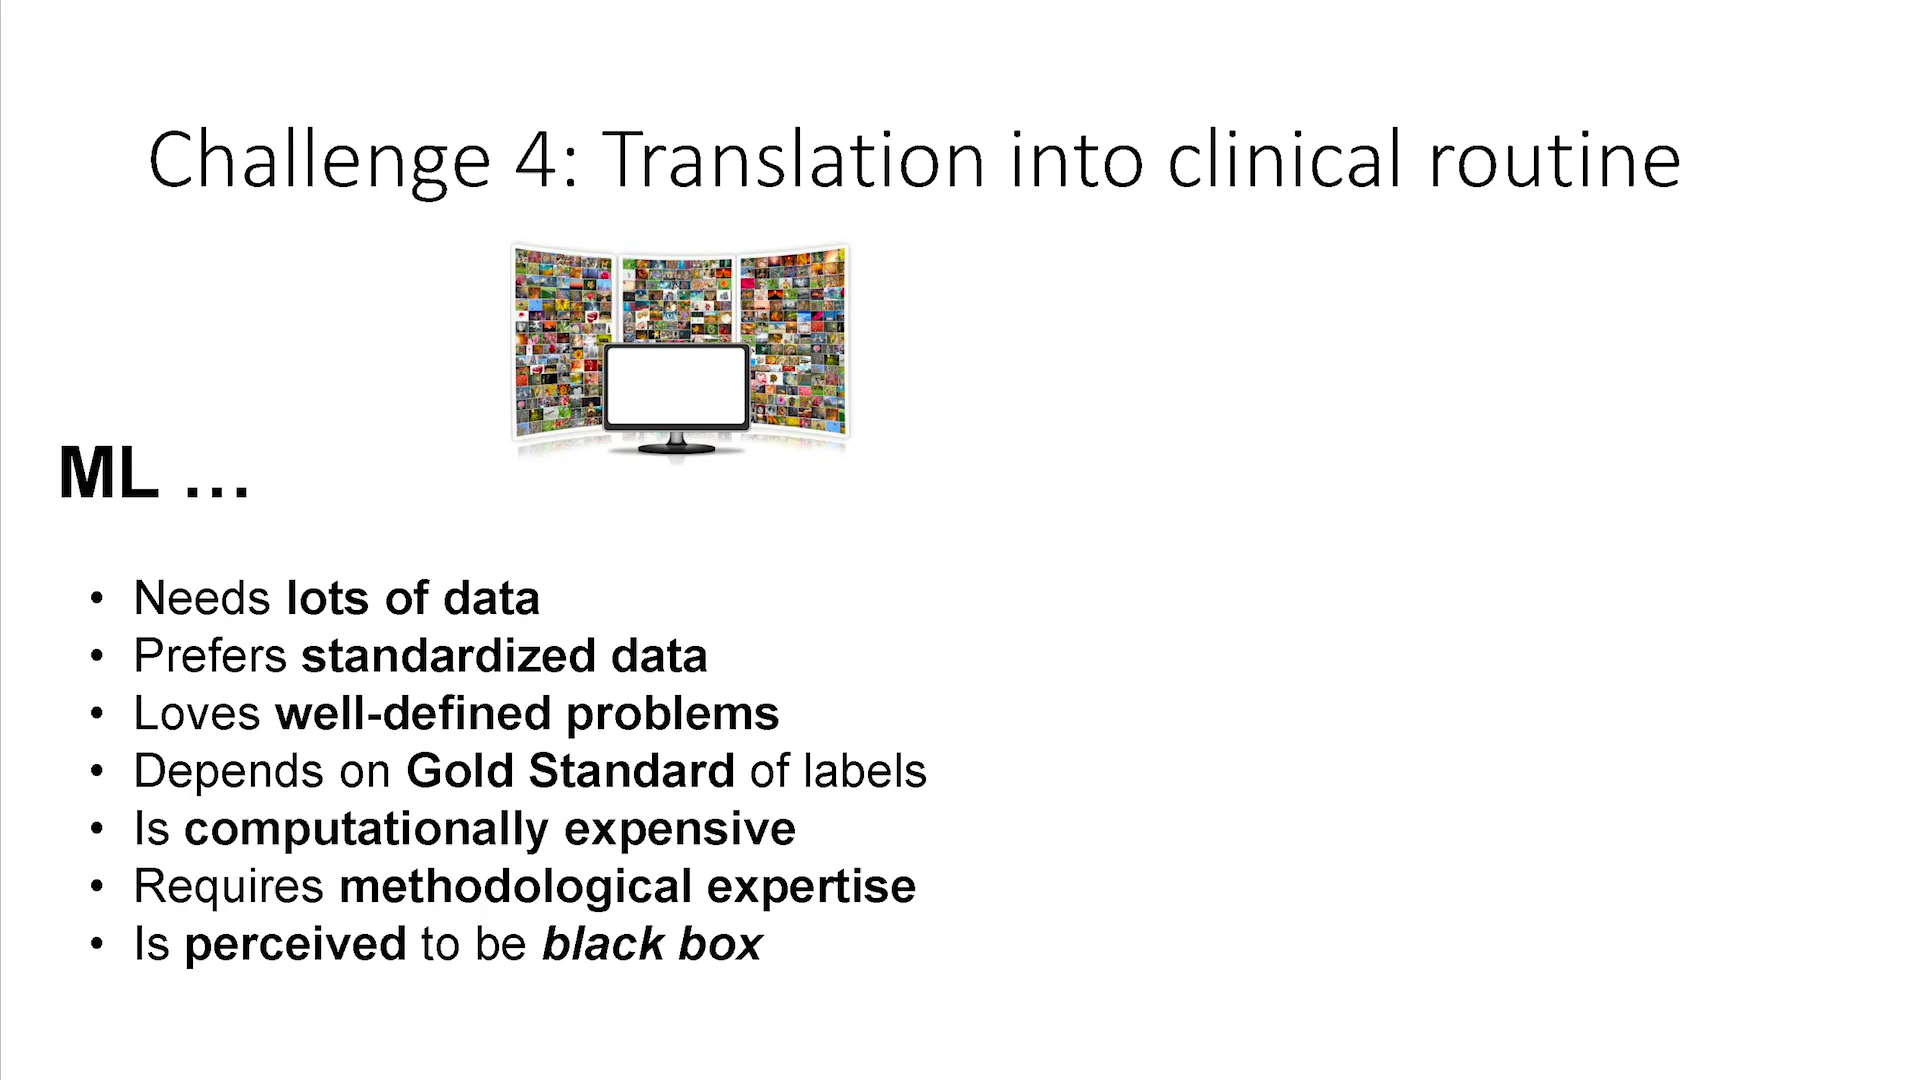 Challenge 4: Translation into clinical routine
ML …
• Needs lots of data
• Prefers standardized data
• Loves well-defined problems
• Depends on Gold Standard of labels
• Is computationally expensive
• Requires methodological expertise
• Is perceived to be black box